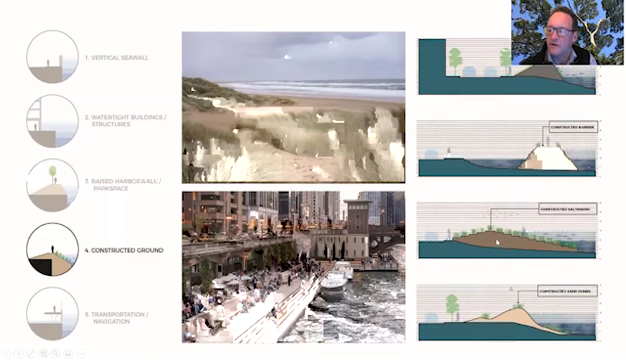 1. VERTICAL SEAWALL
2. WATERTIGHT BUILDINGS /
STRUCTURES
3. RAISED HARBORWALK /
PARKSPACE
4. CONSTRUCTED GROUND
5. TRANSPORTATION /
NAVIGATION
CONSTRUCTED BARRIER
CONSTRUCTED SALTMARSH
CONSTRUCTED SAND DUNES